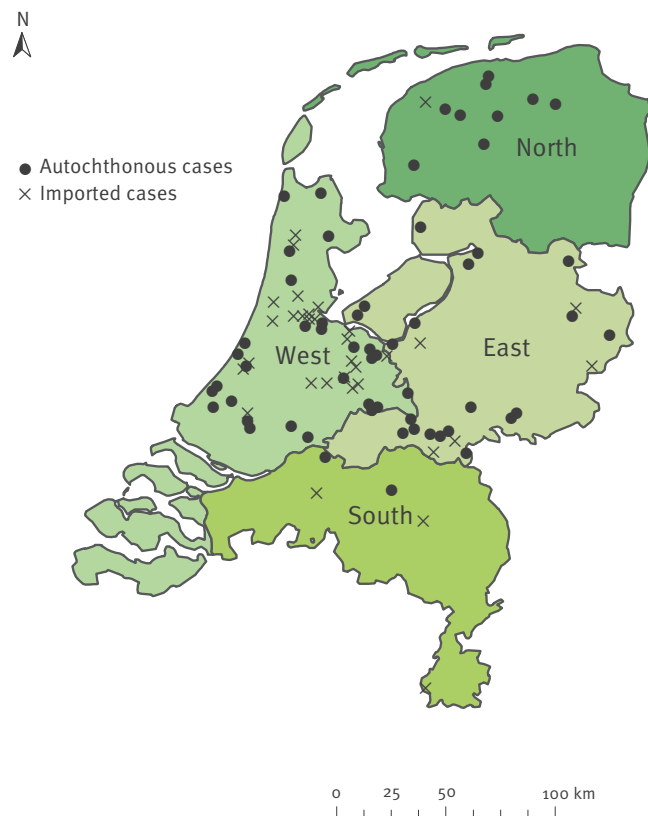 N
Autochthonous cases
Imported cases
North
West
East
South
0 25 50 100 km